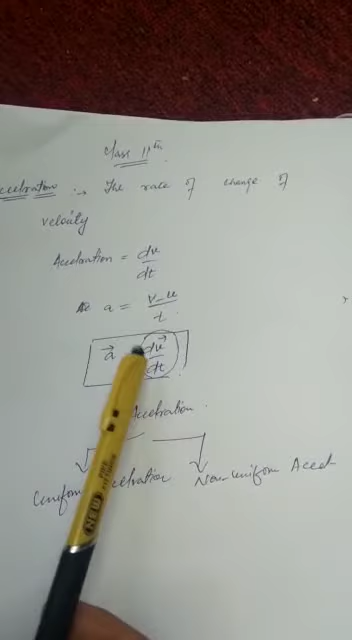 Class 11th
Acceleration :- The rate of change of
velocity
Acceleration = dv/dt
a = v-u/t
a⃗ dv⃗/dt
Acceleration
Uniform Non-uniform Accel
NEW